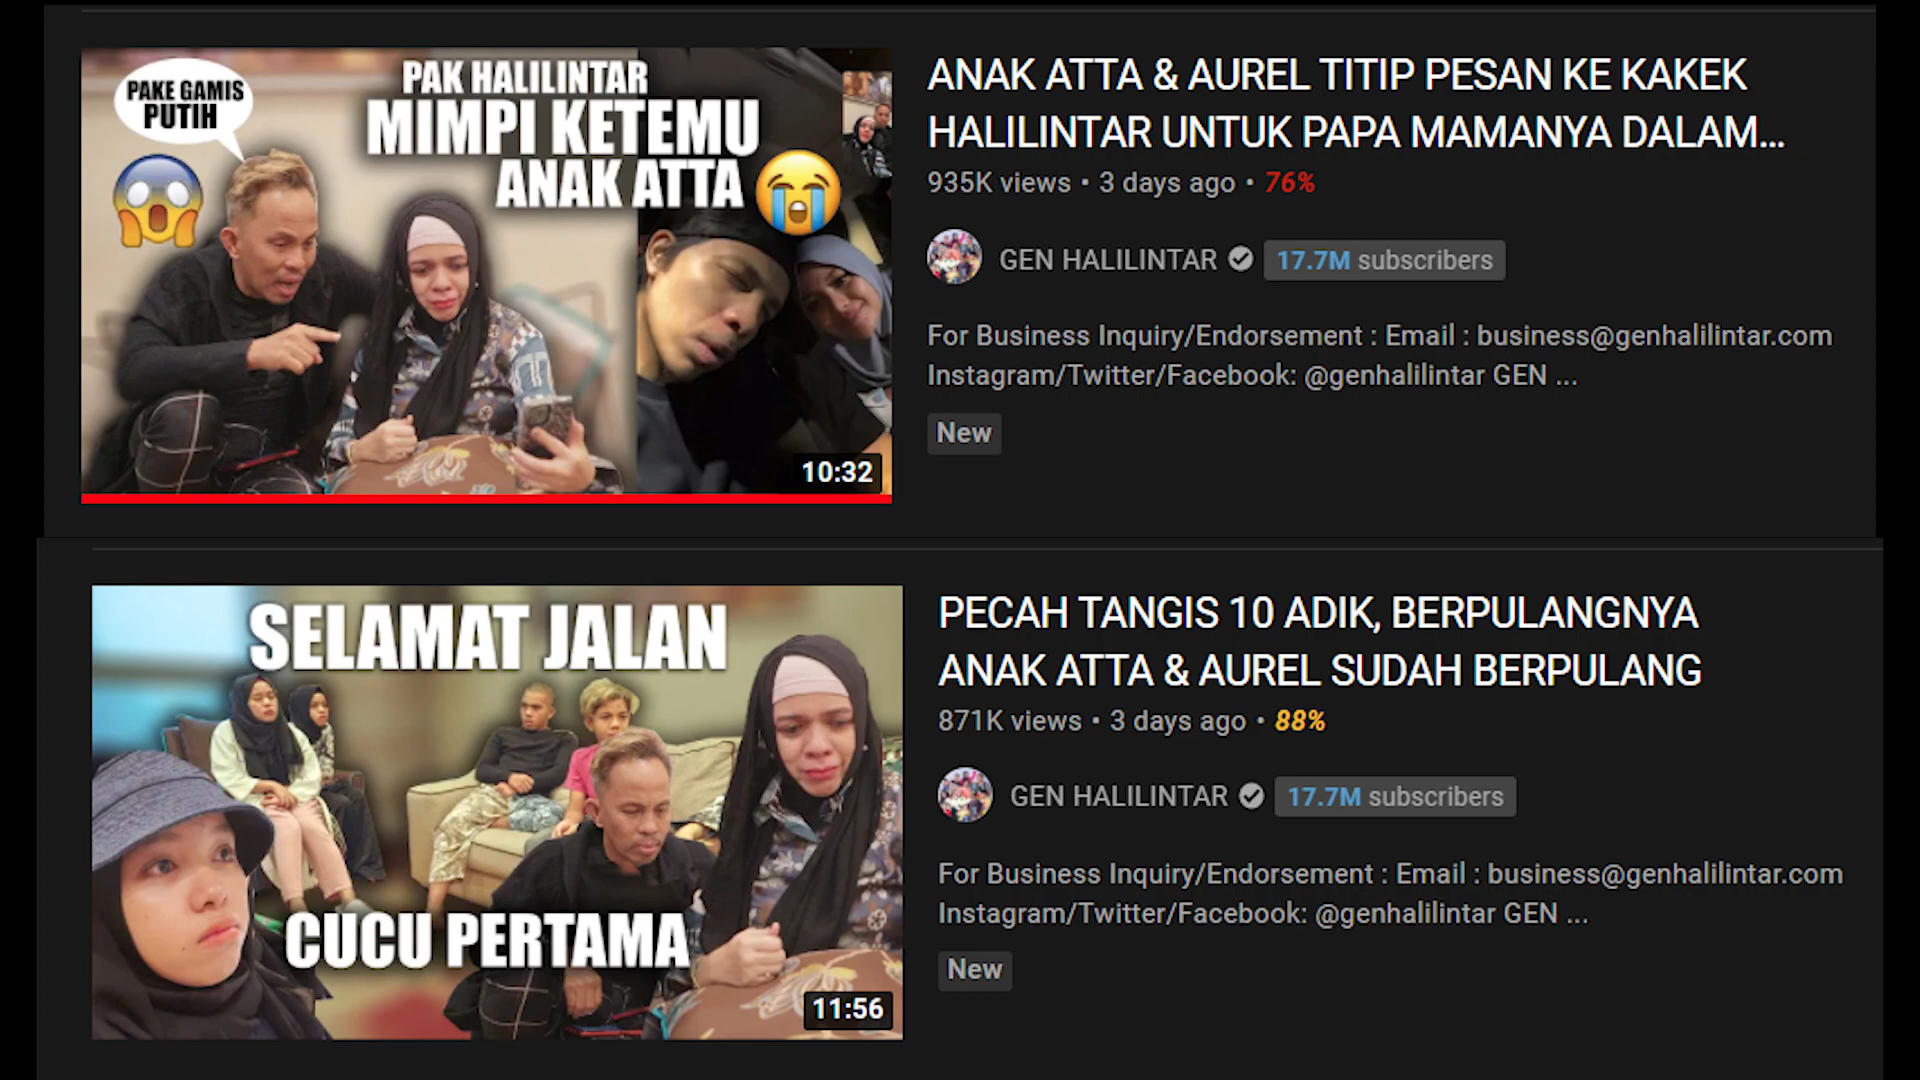 PAKE GAMIS
PUTIH
PAK HALILINTAR
MIMPI KETEMU
ANAK ATTA
10:32
ANAK ATTA & AUREL TITIP PESAN KE KAKEK
HALILINTAR UNTUK PAPA MAMANYA DALAM...
935K views • 3 days ago • 76%
GEN HALILINTAR 17.7M subscribers
For Business Inquiry/Endorsement : Email : business@genhalilintar.com
Instagram/Twitter/Facebook: @genhalilintar GEN ...
New
SELAMAT JALAN
CUCU PERTAMA
11:56
PECAH TANGIS 10 ADIK, BERPULANGNYA
ANAK ATTA & AUREL SUDAH BERPULANG
871K views • 3 days ago • 88%
GEN HALILINTAR 17.7M subscribers
For Business Inquiry/Endorsement : Email : business@genhalilintar.com
Instagram/Twitter/Facebook: @genhalilintar GEN ...
New